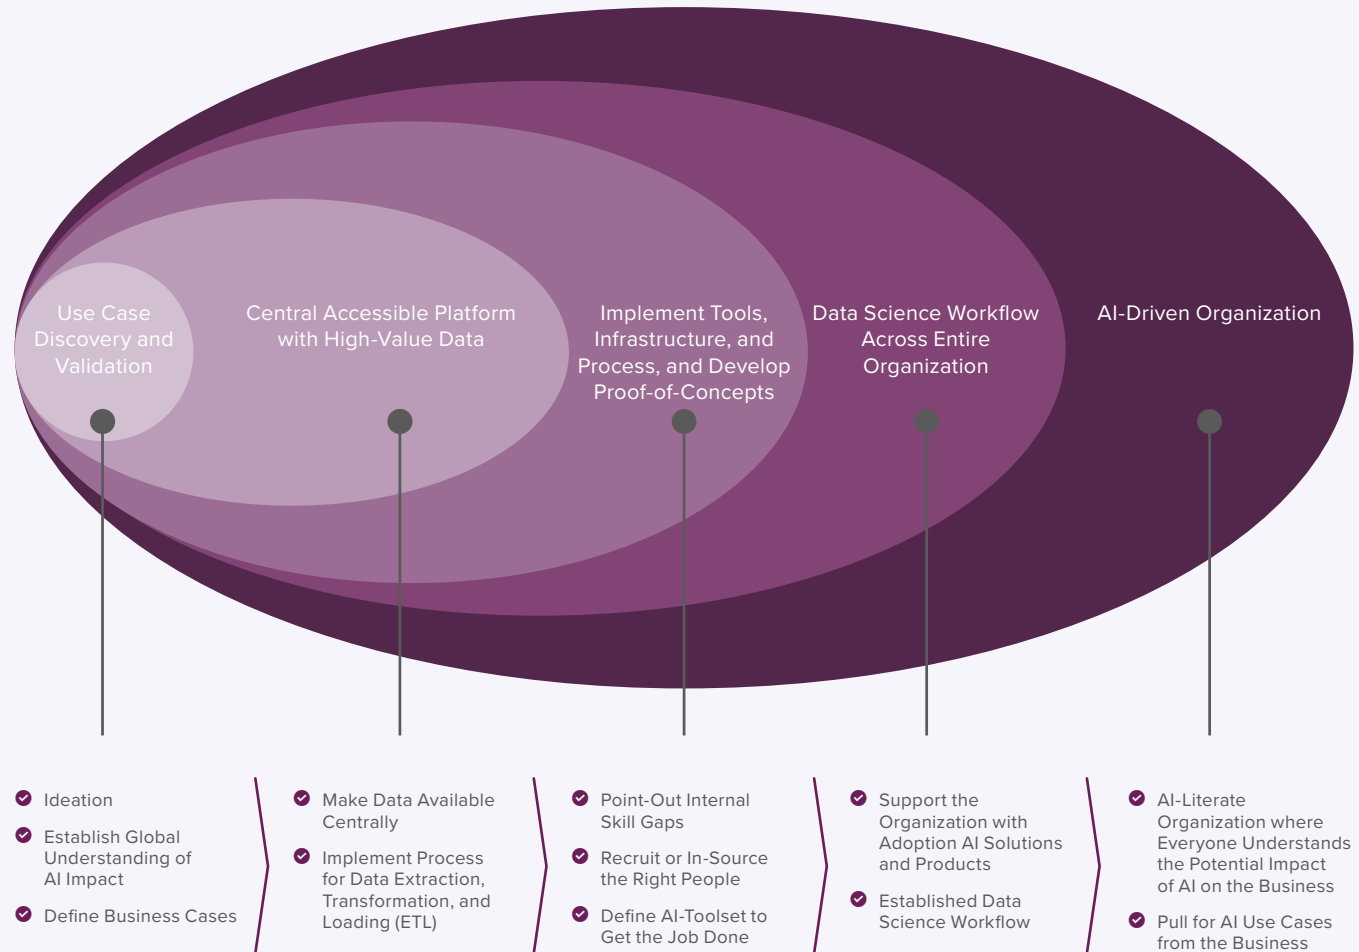 Use Case
Discovery and
Validation
Central Accessible Platform
with High-Value Data
Implement Tools,
Infrastructure, and
Process, and Develop
Proof-of-Concepts
Data Science Workflow
Across Entire
Organization
AI-Driven Organization
Ideation
Establish Global
Understanding of
AI Impact
Define Business Cases
Make Data Available
Centrally
Implement Process
for Data Extraction,
Transformation, and
Loading (ETL)
Point-Out Internal
Skill Gaps
Recruit or In-Source
the Right People
Define AI-Toolset to
Get the Job Done
Support the
Organization with
Adoption AI Solutions
and Products
Established Data
Science Workflow
AI-Literate
Organization where
Everyone Understands
the Potential Impact
of AI on the Business
Pull for AI Use Cases
from the Business